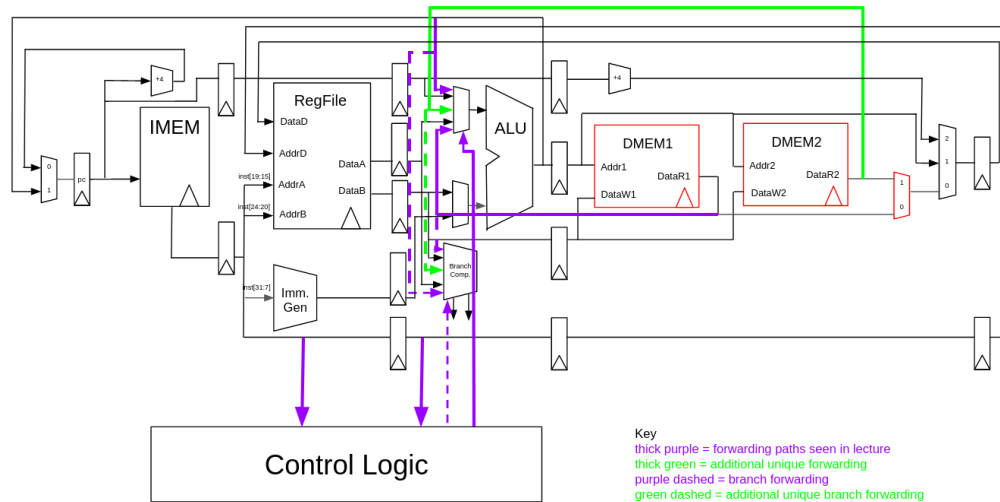 +4
+4
RegFile
IMEM
ALU
DMEM1
DMEM2
DataD
AddrD
DataA
AddrA
DataB
AddrB
inst[19:15]
inst[24:20]
0
1
pc
Addr1
DataR1
DataW1
Addr2
DataR2
DataW2
1
0
2
1
0
Branch
Comp.
inst[31:7]
Imm.
Gen
Control Logic
Key
thick purple = forwarding paths seen in lecture
thick green = additional unique forwarding
purple dashed = branch forwarding
green dashed = additional unique branch forwarding